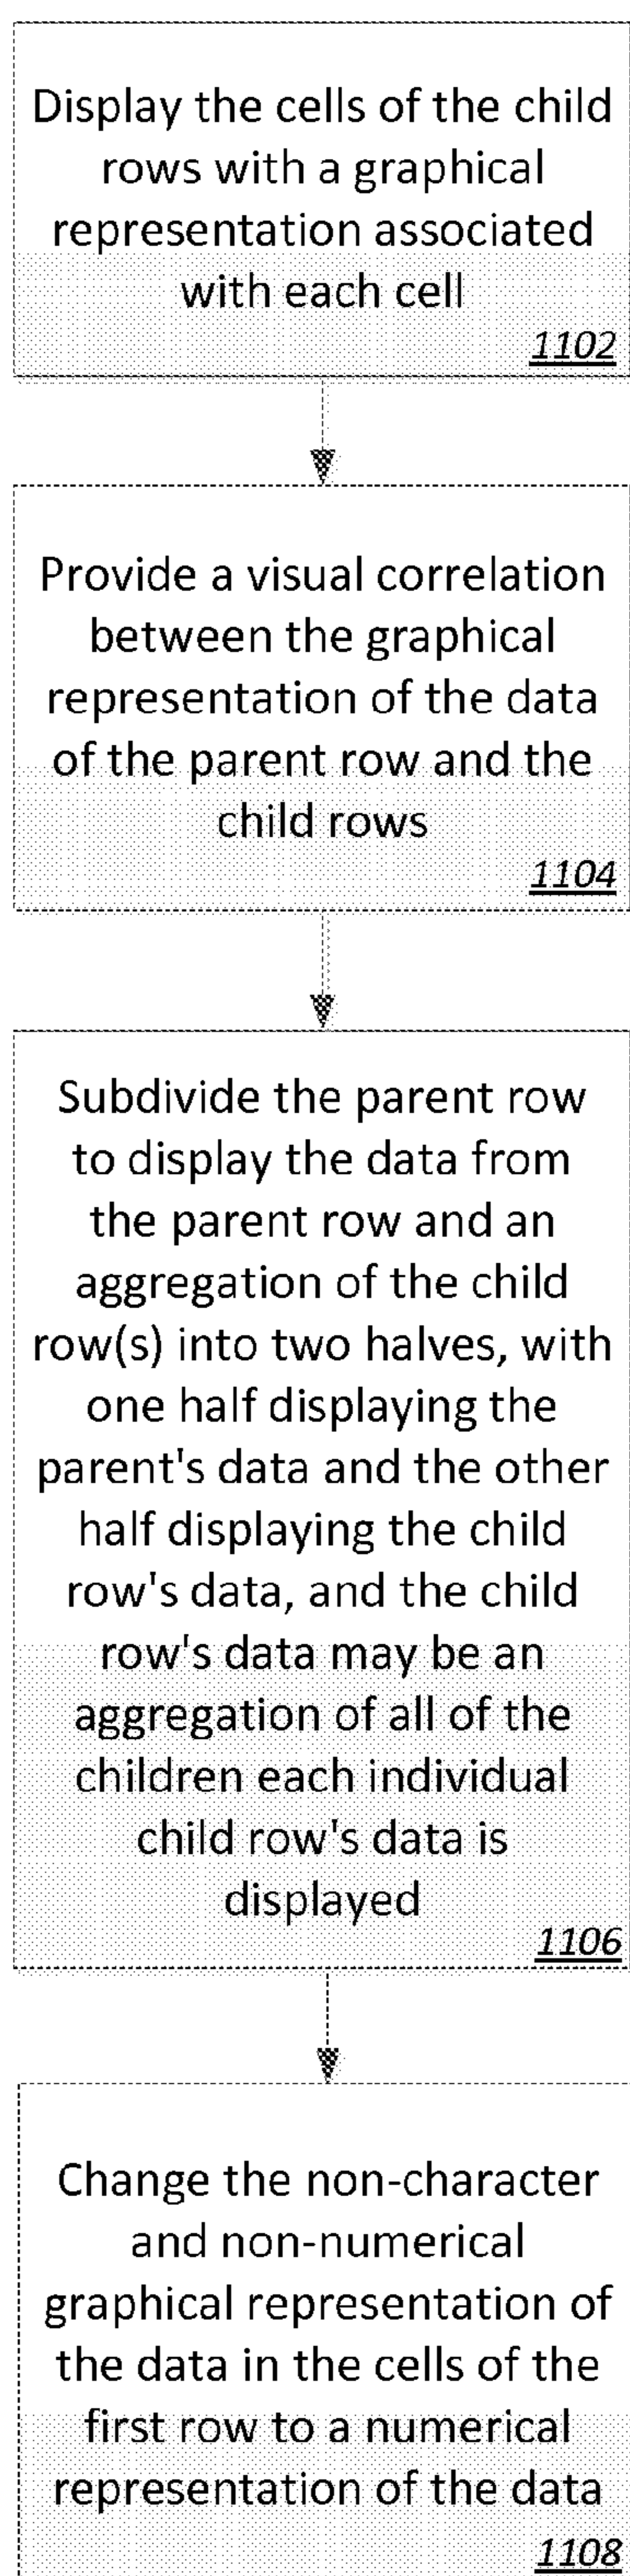 Display the cells of the child
rows with a graphical
representation associated
with each cell
1102
Provide a visual correlation
between the graphical
representation of the data
of the parent row and the
child rows
1104
Subdivide the parent row
to display the data from
the parent row and an
aggregation of the child
row(s) into two halves, with
one half displaying the
parent's data and the other
half displaying the child
row's data, and the child
row's data may be an
aggregation of all of the
children each individual
child row's data is
displayed
1106
Change the non-character
and non-numerical
graphical representation of
the data in the cells of the
first row to a numerical
representation of the data
1108